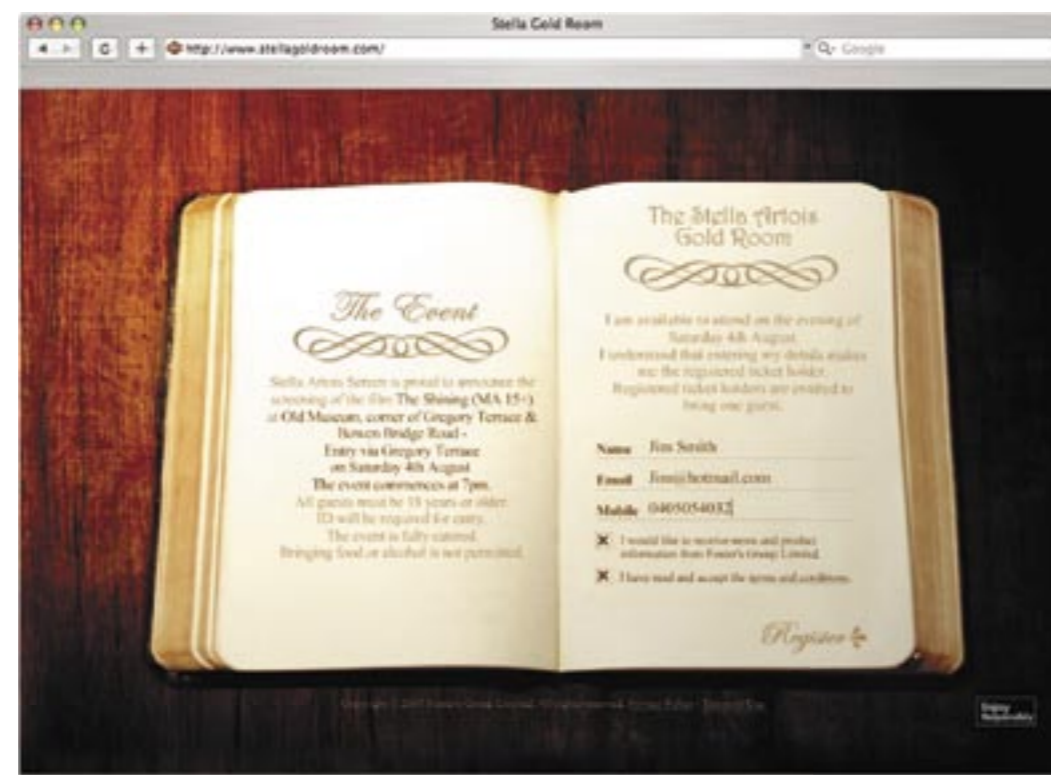 Stella Gold Room
http://www.stellagoldroom.com/
Google
The Event
Stella Artois Screen is proud to announce the
screening of the film The Shining (MA 15+)
at Old Museum, corner of Gregory Terrace &
Bowen Bridge Road -
Entry via Gregory Terrace
on Saturday 4th August
The event commences at 7pm.
All guests must be 18 years or older.
ID will be required for entry.
The event is fully catered.
Bringing food or alcohol is not permitted.
The Stella Artois
Gold Room
I am available to attend on the evening of
Saturday 4th August
I understand that entering my details makes
me the registered ticket holder.
Registered ticket holders are invited to
bring one guest.
Name Jim Smith
Email Jim@hotmail.com
Mobile 0405054032
I would like to receive news and product
information from Foster's Group Limited.
I have read and accept the terms and conditions.
Register
Enjoy
Responsibly